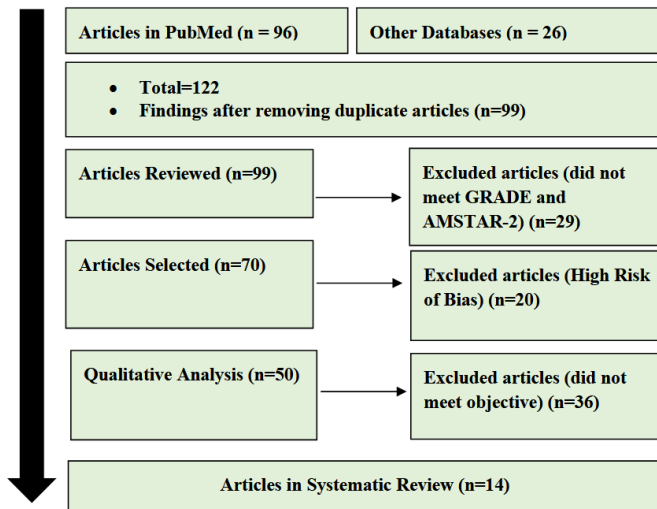 Articles in PubMed (n = 96)
Other Databases (n = 26)
• Total=122
• Findings after removing duplicate articles (n=99)
Articles Reviewed (n=99)
Excluded articles (did not
meet GRADE and
AMSTAR-2) (n=29)
Articles Selected (n=70)
Excluded articles (High Risk
of Bias) (n=20)
Qualitative Analysis (n=50)
Excluded articles (did not
meet objective) (n=36)
Articles in Systematic Review (n=14)